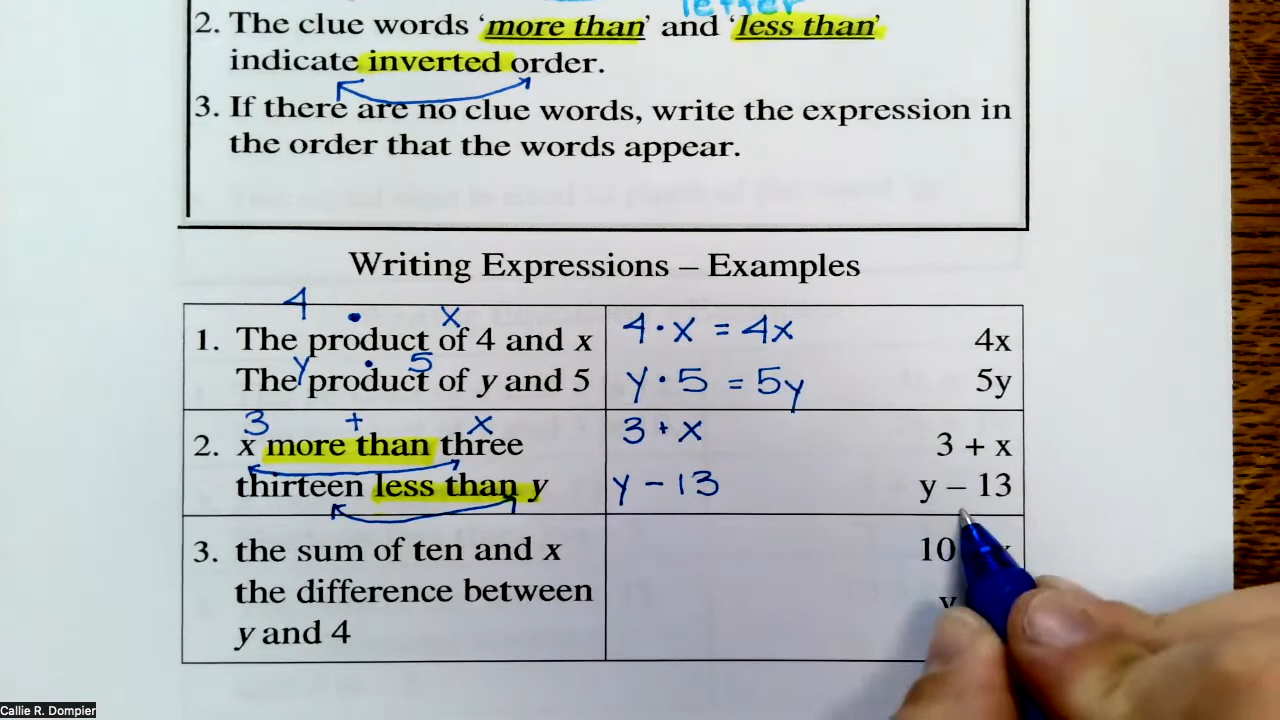 letter
2. The clue words ‘more than’ and ‘less than’
indicate inverted order.
3. If there are no clue words, write the expression in
the order that the words appear.
Writing Expressions – Examples
4 • x
1. The product of 4 and x 4 · x = 4x 4x
y • 5
The product of y and 5 y · 5 = 5y 5y
3 + x
2. x more than three 3 + x 3 + x
thirteen less than y y – 13 y – 13
3. the sum of ten and x 10
the difference between
y and 4
Callie R. Dompier